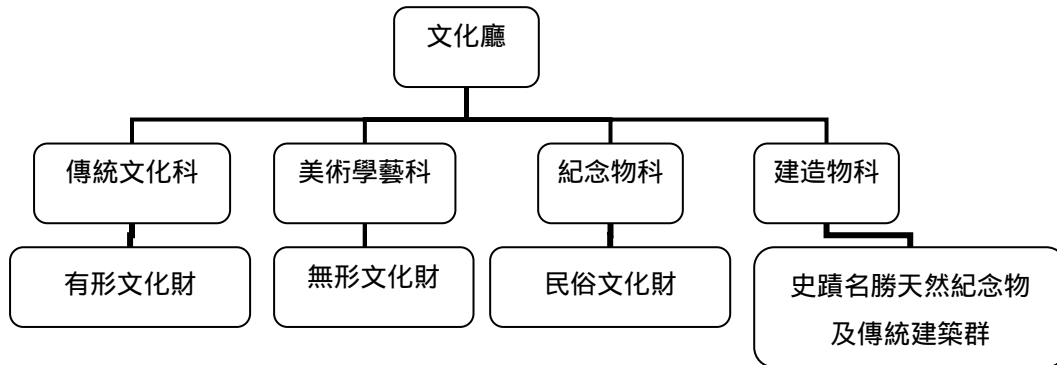 文化廳
傳統文化科
美術學藝科
紀念物科
建造物科
有形文化財
無形文化財
民俗文化財
史蹟名勝天然紀念物
及傳統建築群